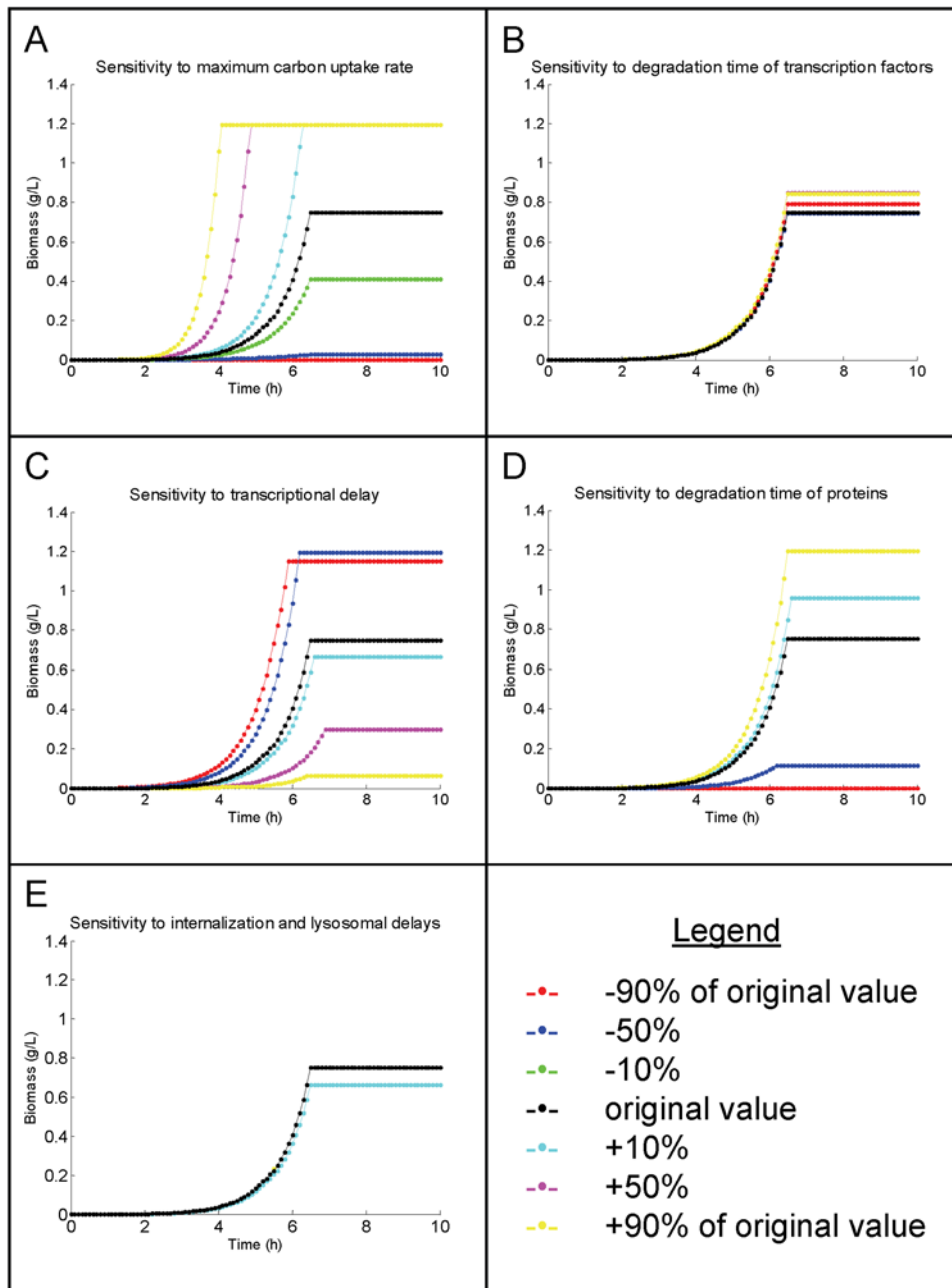 A
Sensitivity to maximum carbon uptake rate
1.4
1.2
1
0.8
0.6
0.4
0.2
0
Biomass (g/L)
0 2 4 6 8 10
Time (h)
B
Sensitivity to degradation time of transcription factors
1.4
1.2
1
0.8
0.6
0.4
0.2
0
Biomass (g/L)
0 2 4 6 8 10
Time (h)
C
Sensitivity to transcriptional delay
1.4
1.2
1
0.8
0.6
0.4
0.2
0
Biomass (g/L)
0 2 4 6 8 10
Time (h)
D
Sensitivity to degradation time of proteins
1.4
1.2
1
0.8
0.6
0.4
0.2
0
Biomass (g/L)
0 2 4 6 8 10
Time (h)
E
Sensitivity to internalization and lysosomal delays
1.4
1.2
1
0.8
0.6
0.4
0.2
0
Biomass (g/L)
0 2 4 6 8 10
Time (h)
Legend
-90% of original value
-50%
-10%
original value
+10%
+50%
+90% of original value